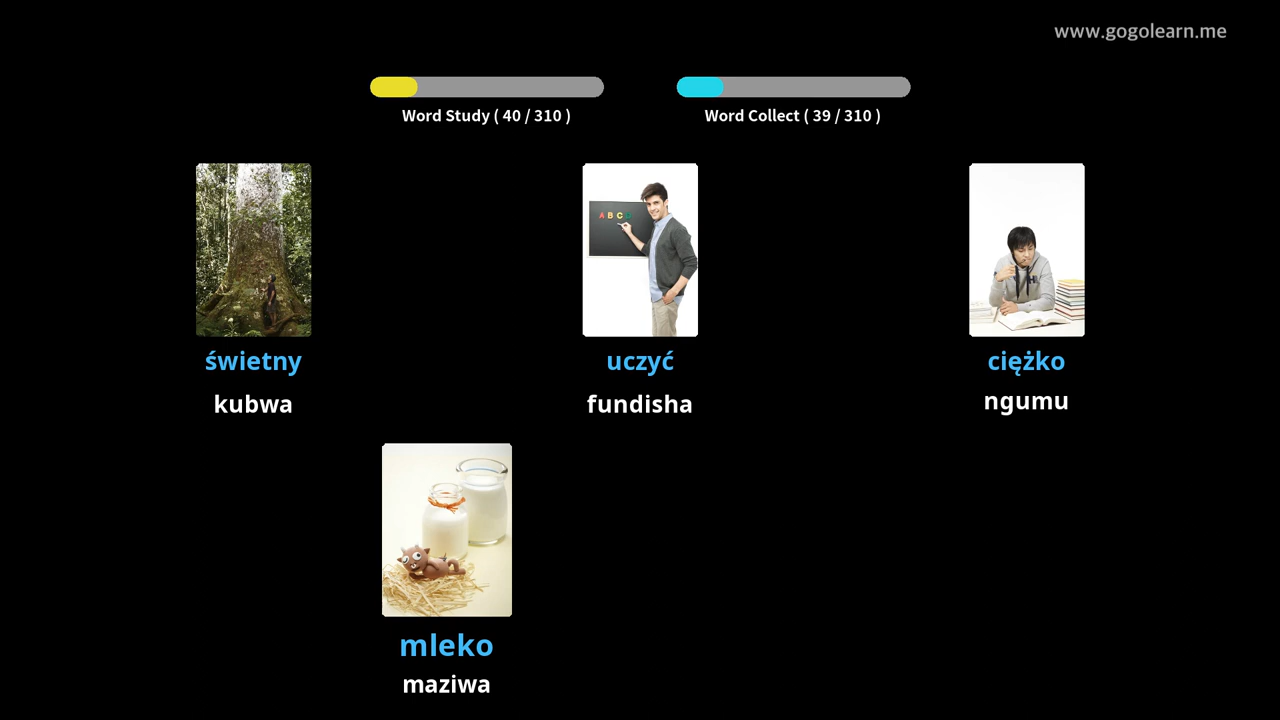 www.gogolearn.me
Word Study ( 40 / 310 )
Word Collect ( 39 / 310 )
A B C D
świetny
uczyć
ciężko
kubwa
fundisha
ngumu
mleko
maziwa